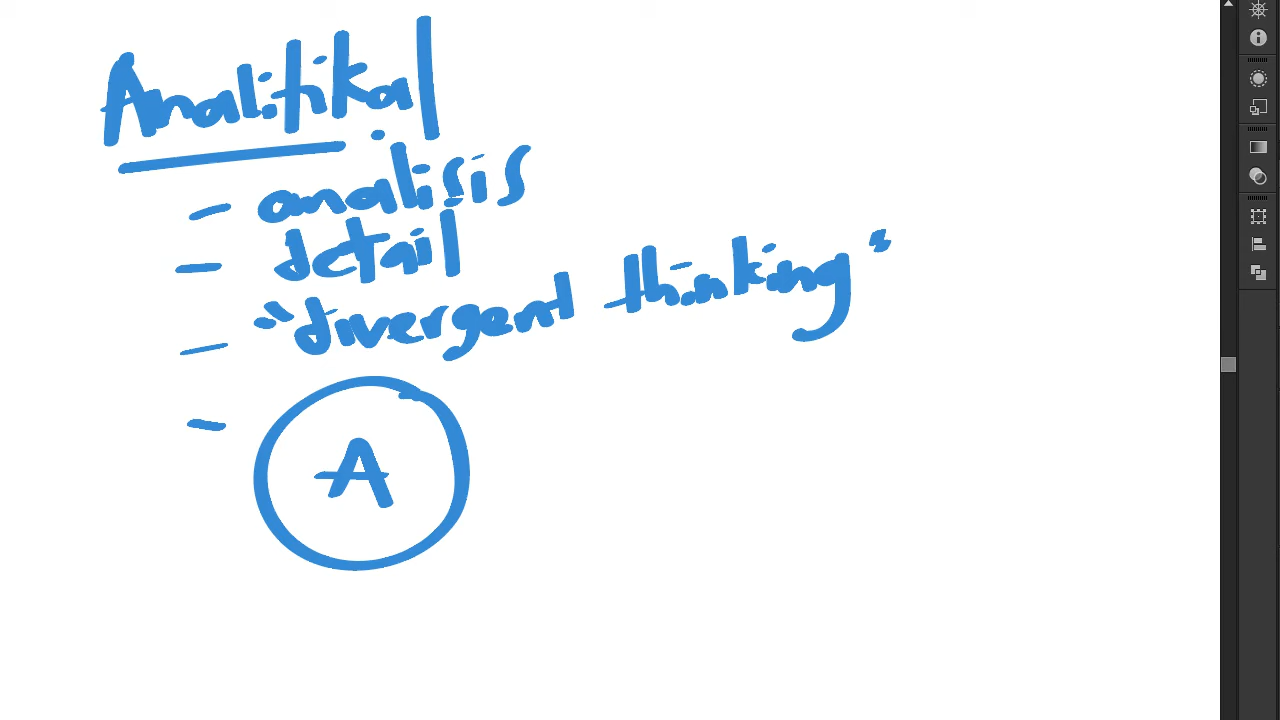 Analitikal
- analisis
- detail
- "divergent thinking"
- A